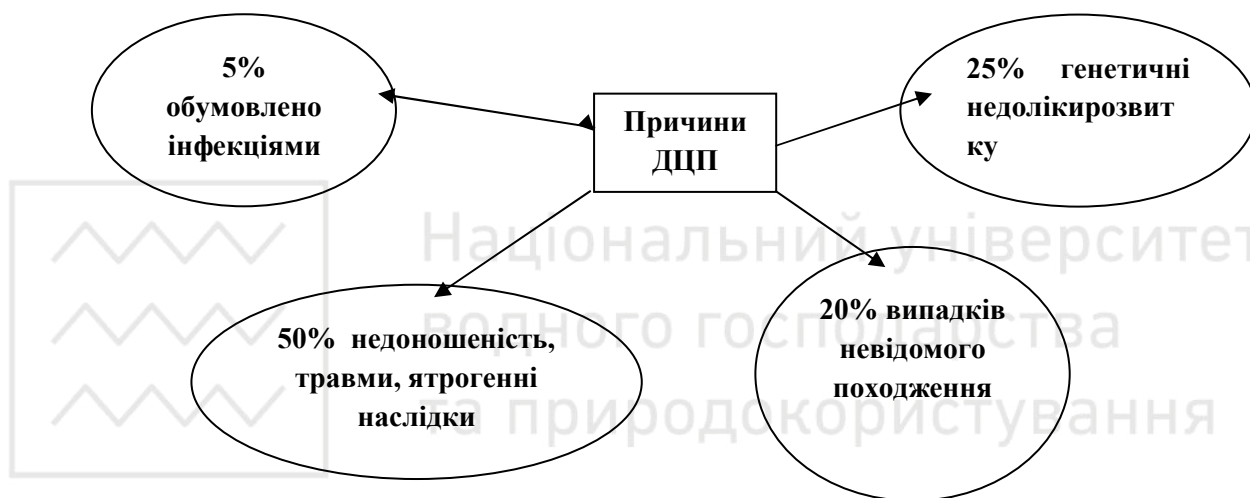 5%
обумовлено
інфекціями
Причини
ДЦП
25% генетичні
недолікирозвит
ку
50% недоношеність,
травми, ятрогенні
наслідки
20% випадків
невідомого
походження
Національний університет
водного господарства
та природокористування